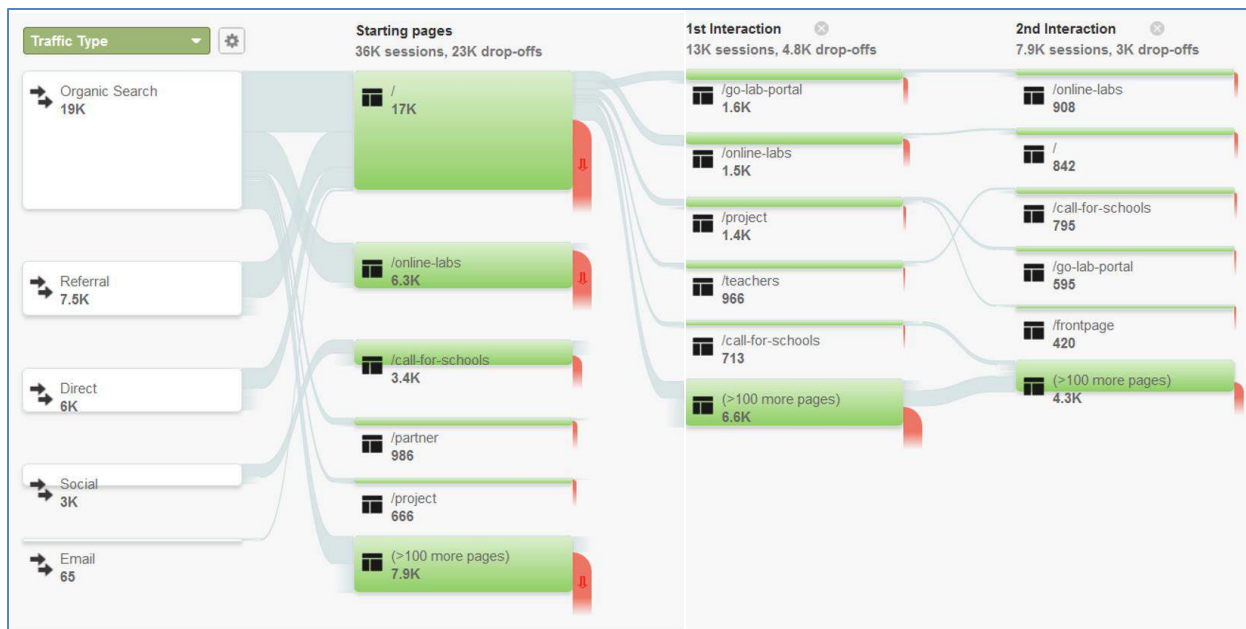 Traffic Type
Organic Search
19K
Referral
7.5K
Direct
6K
Social
3K
Email
65
Starting pages
36K sessions, 23K drop-offs
/
17K
/online-labs
6.3K
/call-for-schools
3.4K
/partner
986
/project
666
(>100 more pages)
7.9K
1st Interaction
13K sessions, 4.8K drop-offs
/go-lab-portal
1.6K
/online-labs
1.5K
/project
1.4K
/teachers
966
/call-for-schools
713
(>100 more pages)
6.6K
2nd Interaction
7.9K sessions, 3K drop-offs
/online-labs
908
/
842
/call-for-schools
795
/go-lab-portal
595
/frontpage
420
(>100 more pages)
4.3K